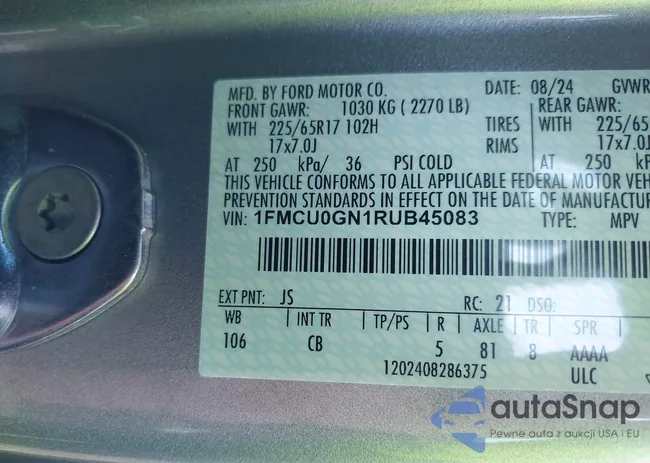 MFD. BY FORD MOTOR CO. DATE: 08/24 GVWR
FRONT GAWR: 1030 KG ( 2270 LB) REAR GAWR:
WITH 225/65R17 102H TIRES 225/65
17x7.0J RIMS 17x7.0J
AT 250 kPa/ 36 PSI COLD AT 250 kP
THIS VEHICLE CONFORMS TO ALL APPLICABLE FEDERAL MOTOR VEH
PREVENTION STANDARDS IN EFFECT ON THE DATE OF MANUFACTUR
VIN: 1FMCU0GN1RUB45083 TYPE: MPV
EXT PNT: JS RC: 21 DSO:
WB INT TR TP/PS R AXLE TR SPR
106 CB 5 81 8 AAAA
1202408286375 ULC
autaSnap
Pewne auta z aukcji USA i EU